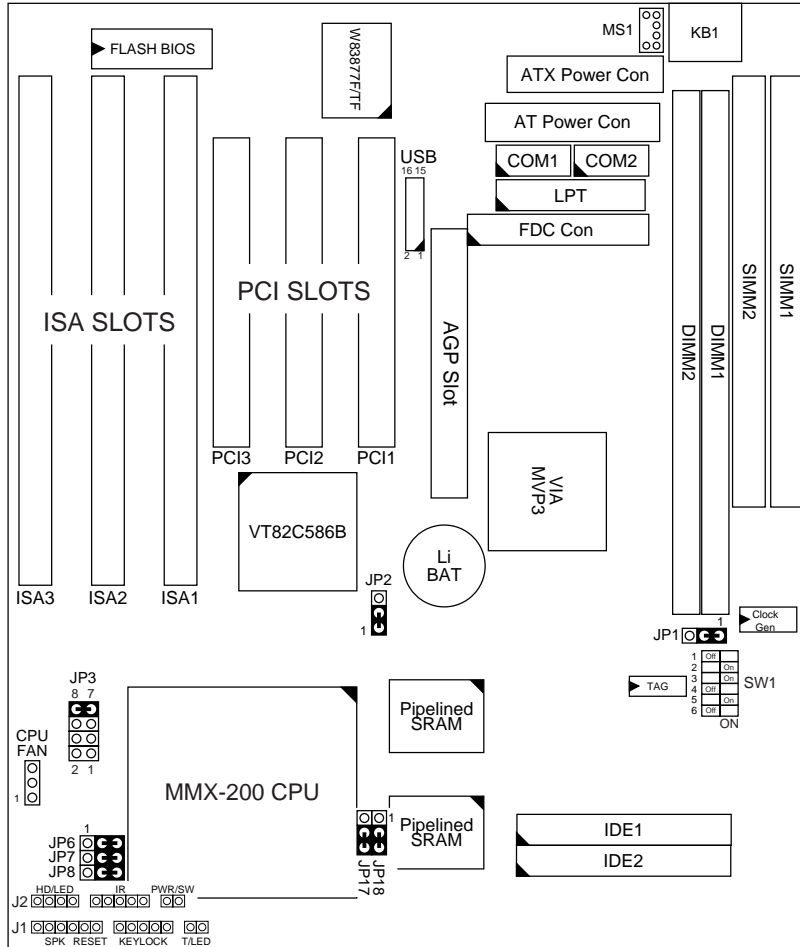 MS1
KB1
FLASH BIOS
W83877F/TF
ATX Power Con
AT Power Con
USB
16 15
COM1
COM2
LPT
FDC Con
2 1
ISA SLOTS
PCI SLOTS
AGP Slot
DIMM2
DIMM1
SIMM2
SIMM1
PCI3
PCI2
PCI1
VIA
MVP3
VT82C586B
Li
BAT
ISA3
ISA2
ISA1
JP2
1
1
Clock
Gen
JP1
1 Off
2 On
3 On
4 Off
5 On
6 Off
SW1
ON
TAG
JP3
8 7
2 1
CPU
FAN
1
Pipelined
SRAM
MMX-200 CPU
1
Pipelined
SRAM
JP17
JP18
IDE1
IDE2
1
JP6
JP7
JP8
HD/LED
IR
PWR/SW
J2
J1
SPK
RESET
KEYLOCK
T/LED